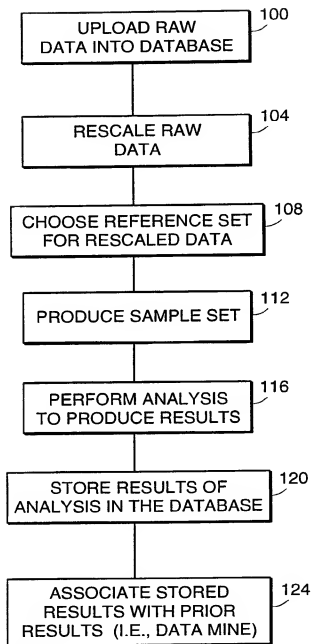 100
UPLOAD RAW
DATA INTO DATABASE
104
RESCALE RAW
DATA
108
CHOOSE REFERENCE SET
FOR RESCALED DATA
112
PRODUCE SAMPLE SET
116
PERFORM ANALYSIS
TO PRODUCE RESULTS
120
STORE RESULTS OF
ANALYSIS IN THE DATABASE
124
ASSOCIATE STORED
RESULTS WITH PRIOR
RESULTS (I.E., DATA MINE)